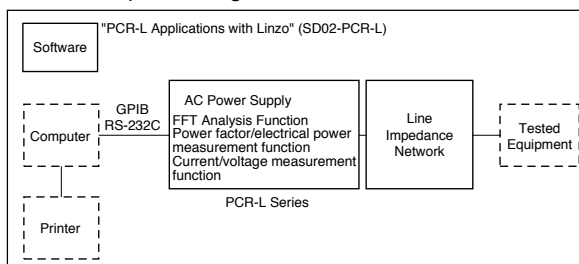 "PCR-L Applications with Linzo" (SD02-PCR-L)
Software
GPIB
RS-232C
Computer
Printer
AC Power Supply
FFT Analysis Function
Power factor/electrical power
measurement function
Current/voltage measurement
function
PCR-L Series
Line
Impedance
Network
Tested
Equipment